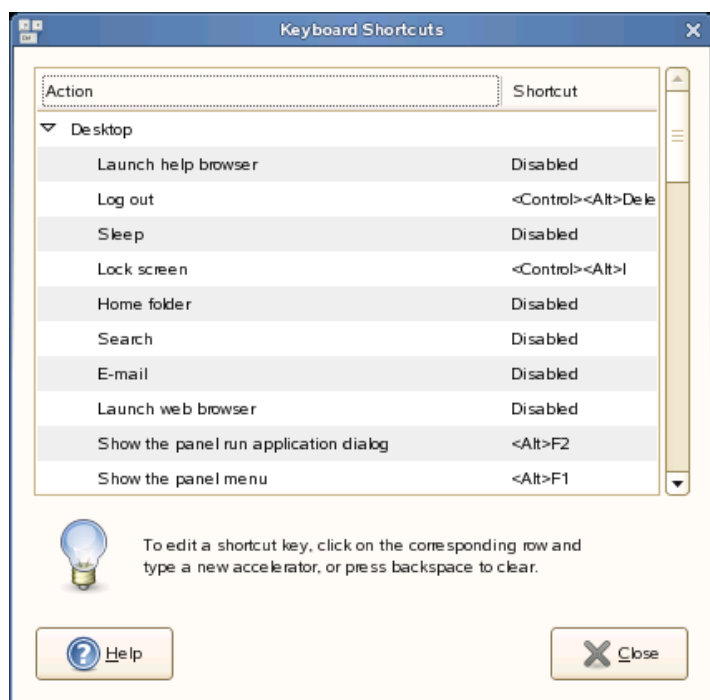 Keyboard Shortcuts
Action Shortcut
Desktop
Launch help browser Disabled
Log out <Control><Alt>Dele
Sleep Disabled
Lock screen <Control><Alt>l
Home folder Disabled
Search Disabled
E-mail Disabled
Launch web browser Disabled
Show the panel run application dialog <Alt>F2
Show the panel menu <Alt>F1
To edit a shortcut key, click on the corresponding row and
type a new accelerator, or press backspace to clear.
Help Close